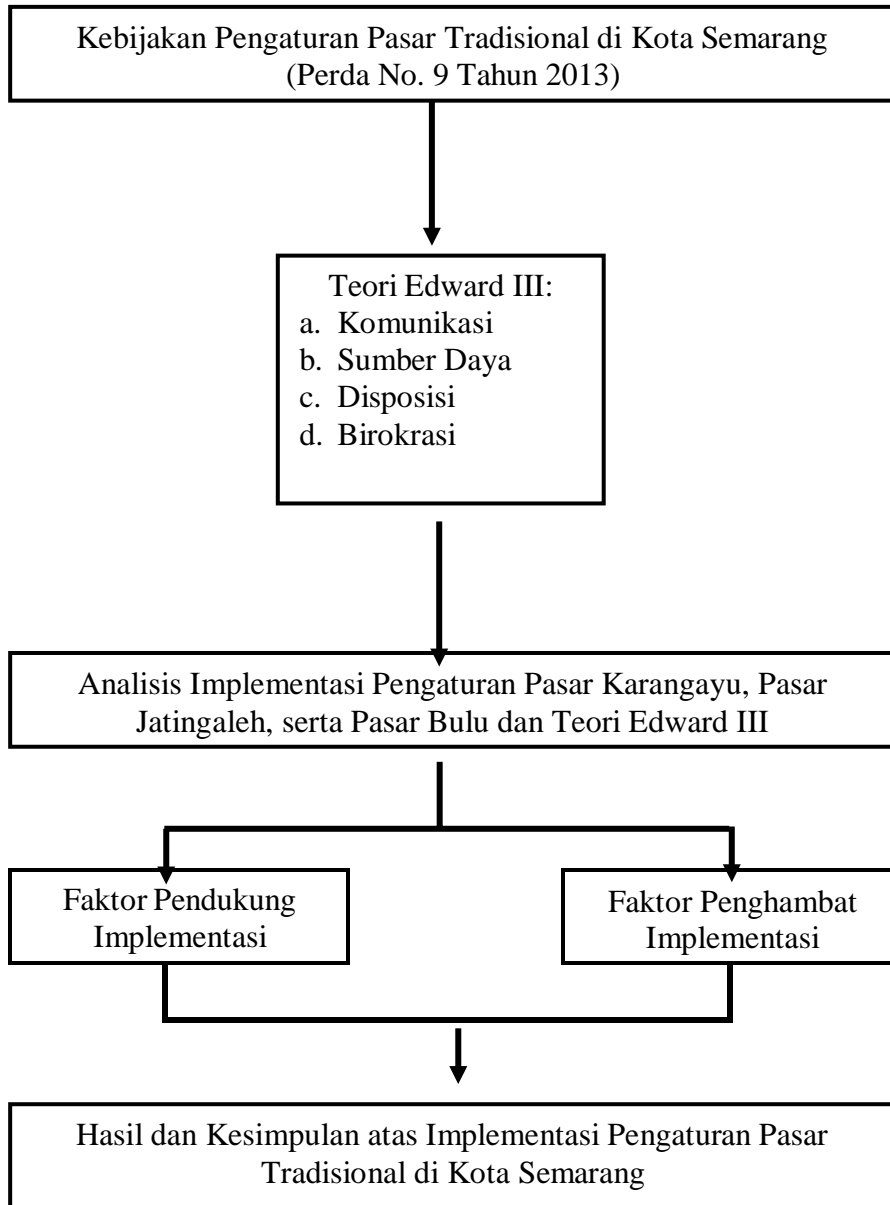 Kebijakan Pengaturan Pasar Tradisional di Kota Semarang
(Perda No. 9 Tahun 2013)
Teori Edward III:
a. Komunikasi
b. Sumber Daya
c. Disposisi
d. Birokrasi
Analisis Implementasi Pengaturan Pasar Karangayu, Pasar
Jatingaleh, serta Pasar Bulu dan Teori Edward III
Faktor Pendukung
Implementasi
Faktor Penghambat
Implementasi
Hasil dan Kesimpulan atas Implementasi Pengaturan Pasar
Tradisional di Kota Semarang